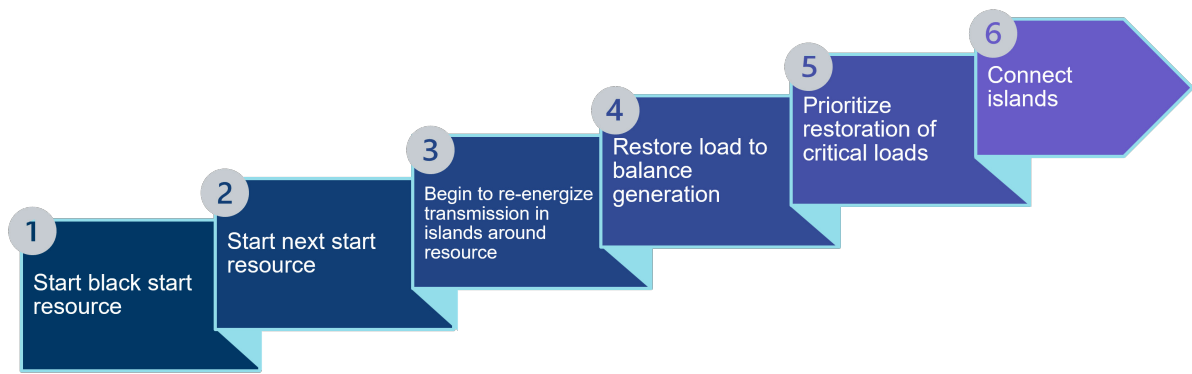 1
Start black start
resource
2
Start next start
resource
3
Begin to re-energize
transmission in
islands around
resource
4
Restore load to
balance
generation
5
Prioritize
restoration of
critical loads
6
Connect
islands